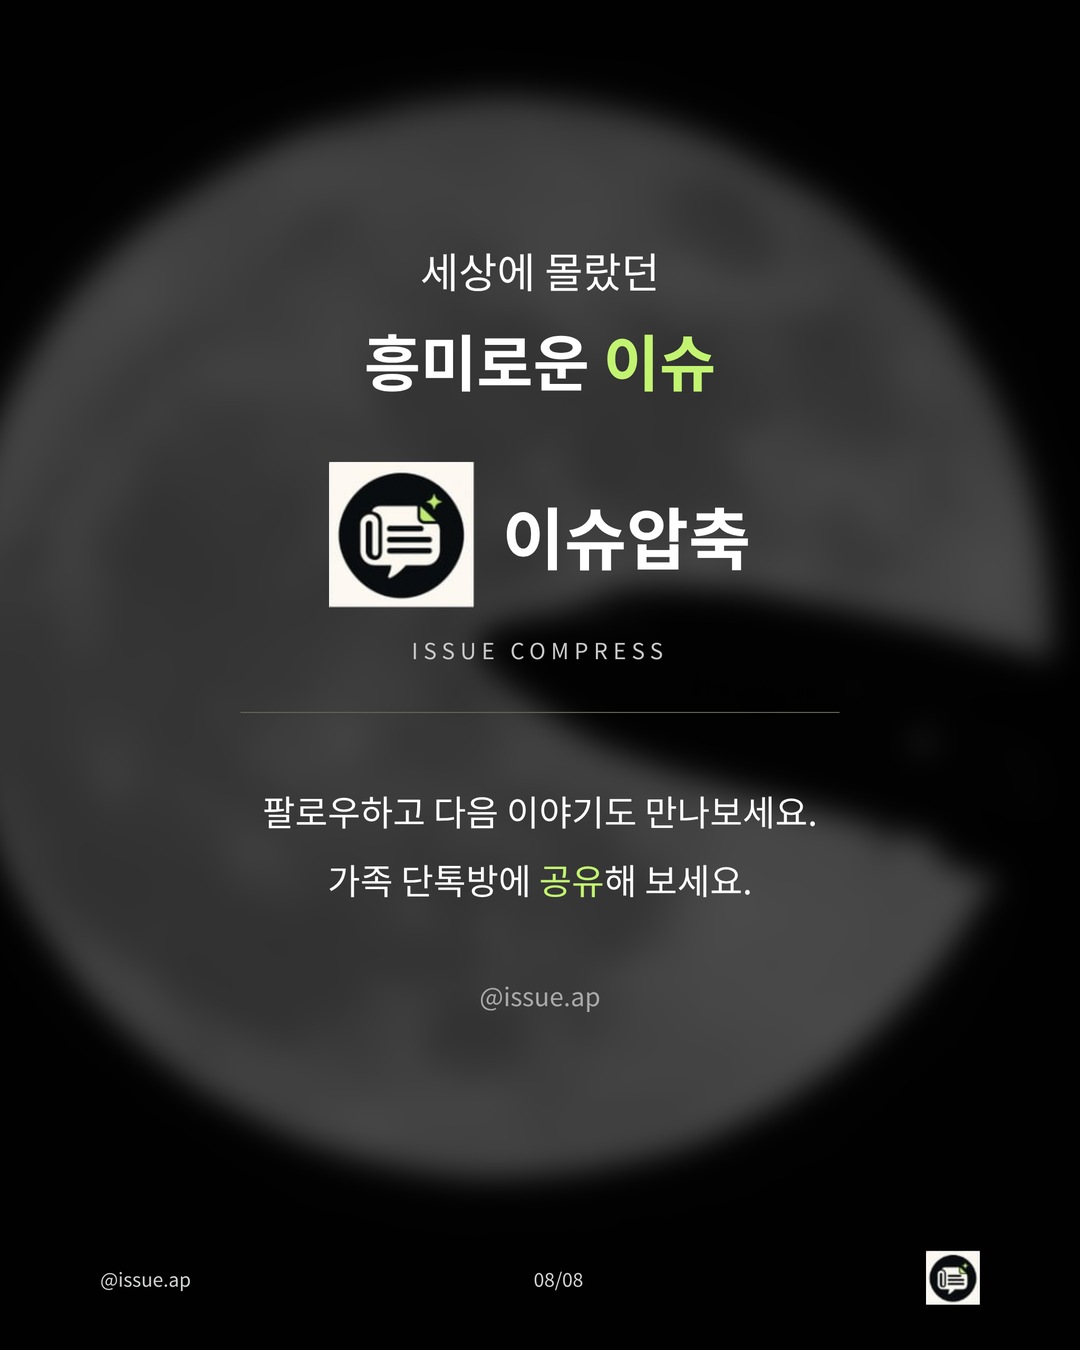 세상에 몰랐던
흥미로운 이슈
이슈압축
ISSUE COMPRESS
팔로우하고 다음 이야기도 만나보세요.
가족 단톡방에 공유해 보세요.
@issue.ap
@issue.ap
08/08